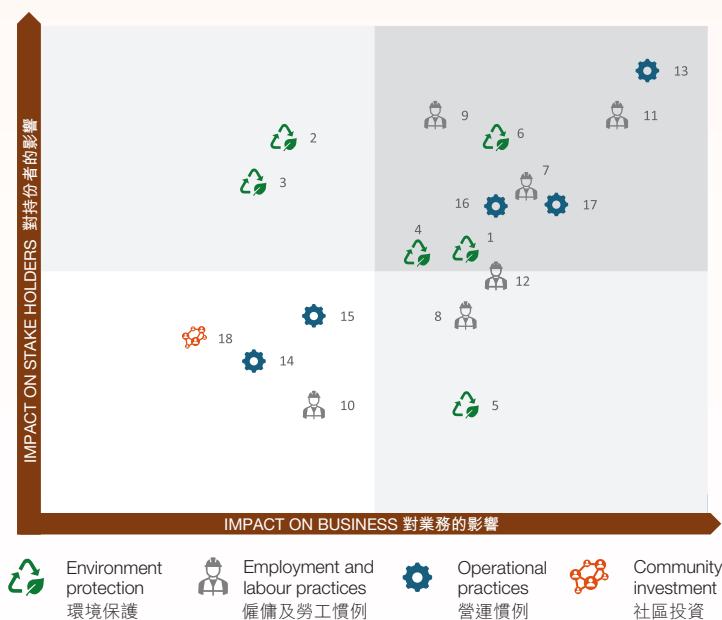 IMPACT ON STAKE HOLDERS 對持份者的影響
13
9
11
6
2
7
3
16
17
4
1
12
15
8
18
14
10
5
IMPACT ON BUSINESS 對業務的影響
Environment
protection
環境保護
Employment and
labour practices
僱傭及勞工慣例
Operational
practices
營運慣例
Community
investment
社區投資